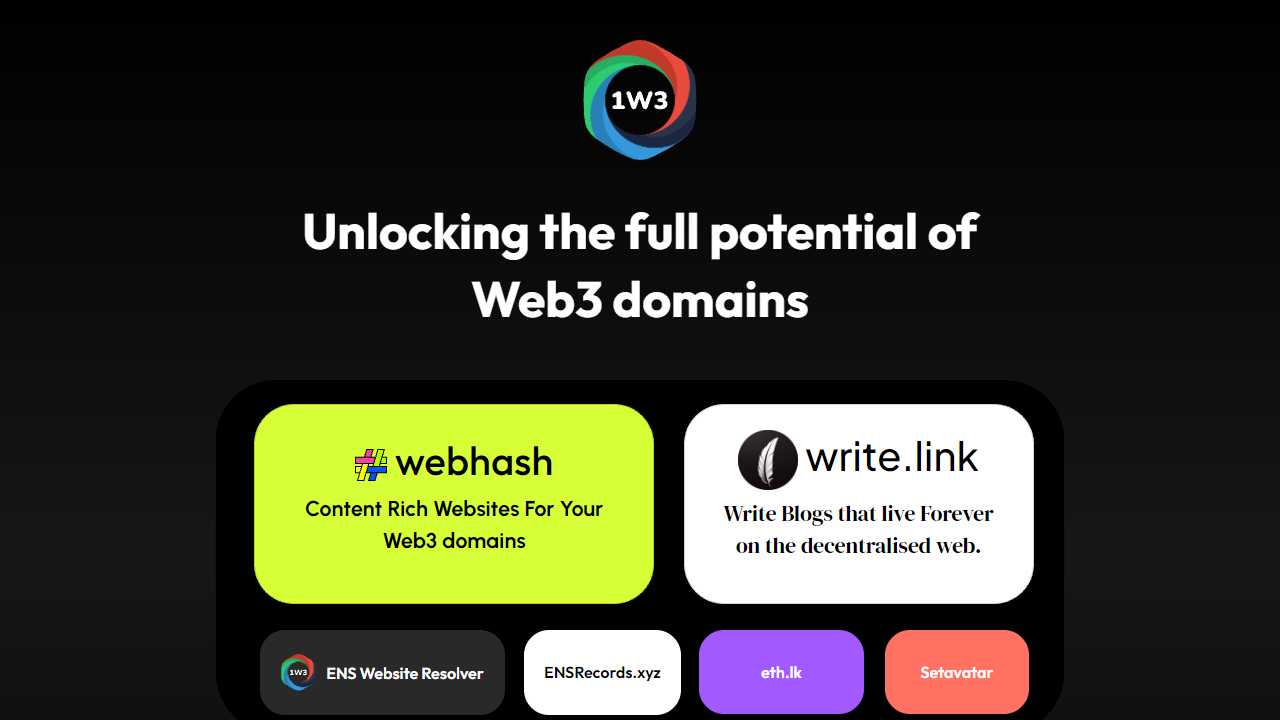 1W3
Unlocking the full potential of
Web3 domains
webhash
Content Rich Websites For Your
Web3 domains
write.link
Write Blogs that live Forever
on the decentralised web.
1W3 ENS Website Resolver
ENSRecords.xyz
eth.lk
Setavatar